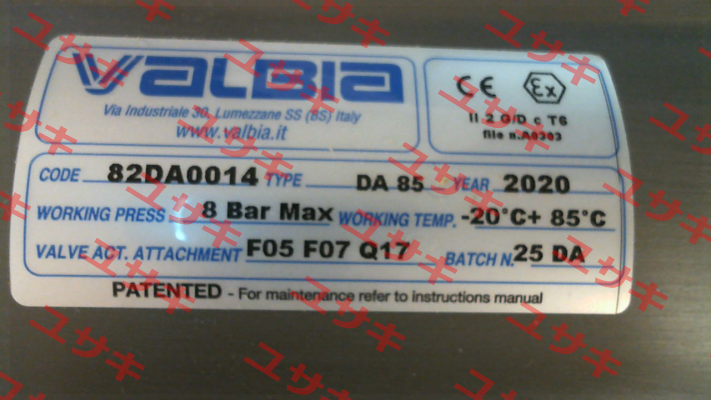 VALBIA
Via Industriale 30, Lumezzane SS (BS) Italy
www.valbia.it
CE Ex
II 2 G/D c T6
file n.A0303
CODE 82DA0014 TYPE DA 85 YEAR 2020
WORKING PRESS 8 Bar Max WORKING TEMP. -20°C+ 85°C
VALVE ACT. ATTACHMENT F05 F07 Q17 BATCH N. 25 DA
PATENTED - For maintenance refer to instructions manual
ユサキ